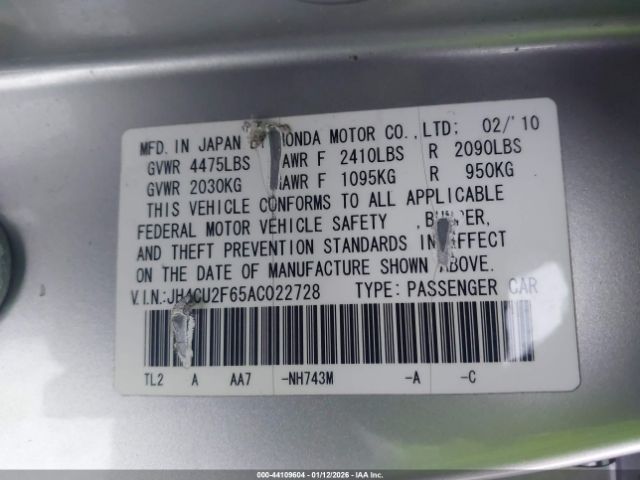 MFD. IN JAPAN BY HONDA MOTOR CO.,LTD: 02/'10
GVWR 4475LBS GAWR F 2410LBS R 2090LBS
GVWR 2030KG GAWR F 1095KG R 950KG
THIS VEHICLE CONFORMS TO ALL APPLICABLE
FEDERAL MOTOR VEHICLE SAFETY ,BUMPER,
AND THEFT PREVENTION STANDARDS IN EFFECT
ON THE DATE OF MANUFACTURE SHOWN ABOVE.
V.I.N.:JH4CU2F65AC022728 TYPE: PASSENGER CAR
TL2 A AA7 -NH743M -A -C
000-44109604 - 01/12/2026 - IAA Inc.